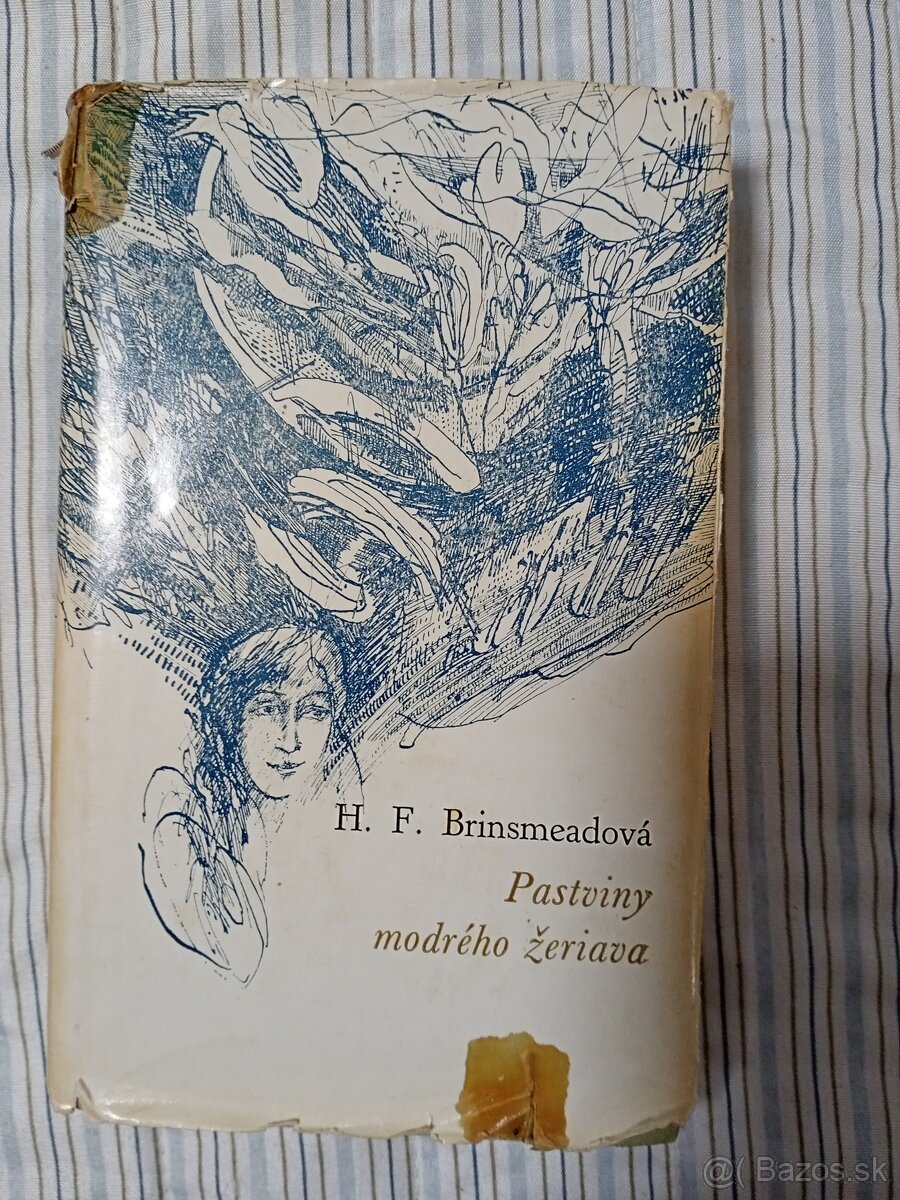 H. F. Brinsmeadová
Pastviny
modrého žeriava
@( Bazos.sk